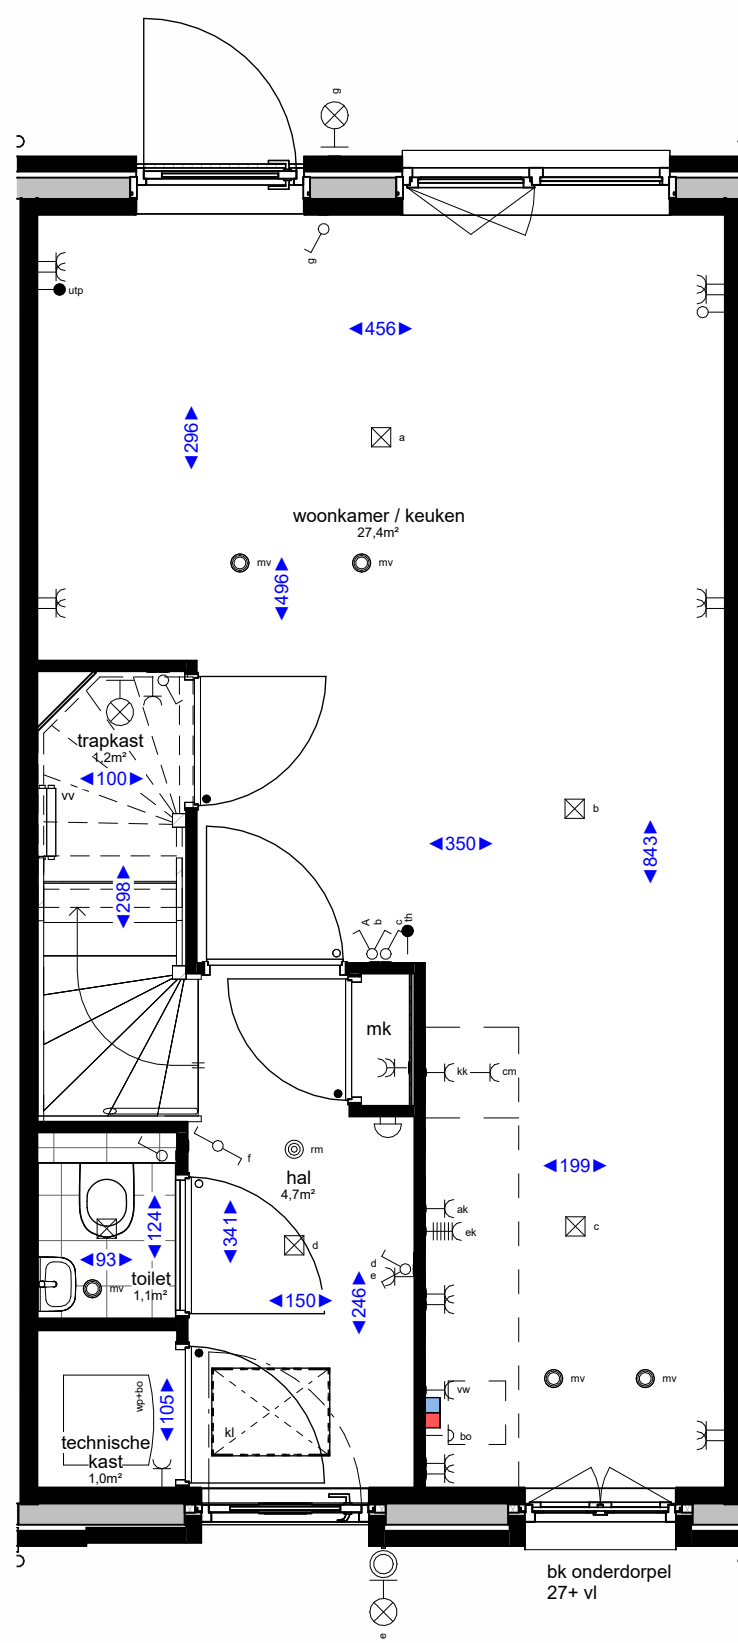 g
g
utp
456
296
a
woonkamer / keuken
27,4m²
mv
mv
496
trapkast
1,2m²
100
vv
b
350
843
298
A
b
c
th
mk
kk
cm
f
rm
hal
4,7m²
199
124
341
ak
ek
c
d
93
toilet
1,1m²
mv
d
e
150
246
mv
mv
wp+bo
105
vw
bo
kl
technische
kast
1,0m²
bk onderdorpel
27+ vl
e